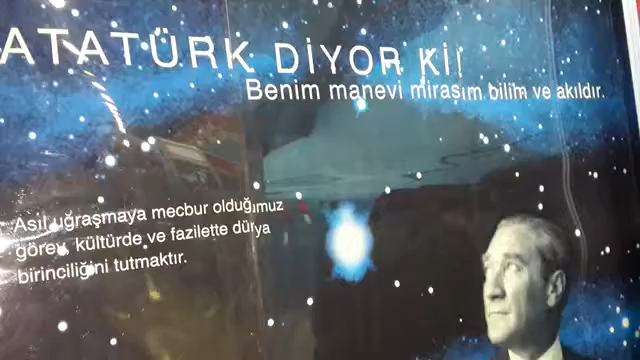 ATATÜRK DİYOR Kİ!
Benim manevi mirasım bilim ve akıldır.
Asıl uğraşmaya mecbur olduğumuz
görev, kültürde ve fazilette dünya
birinciliğini tutmaktır.